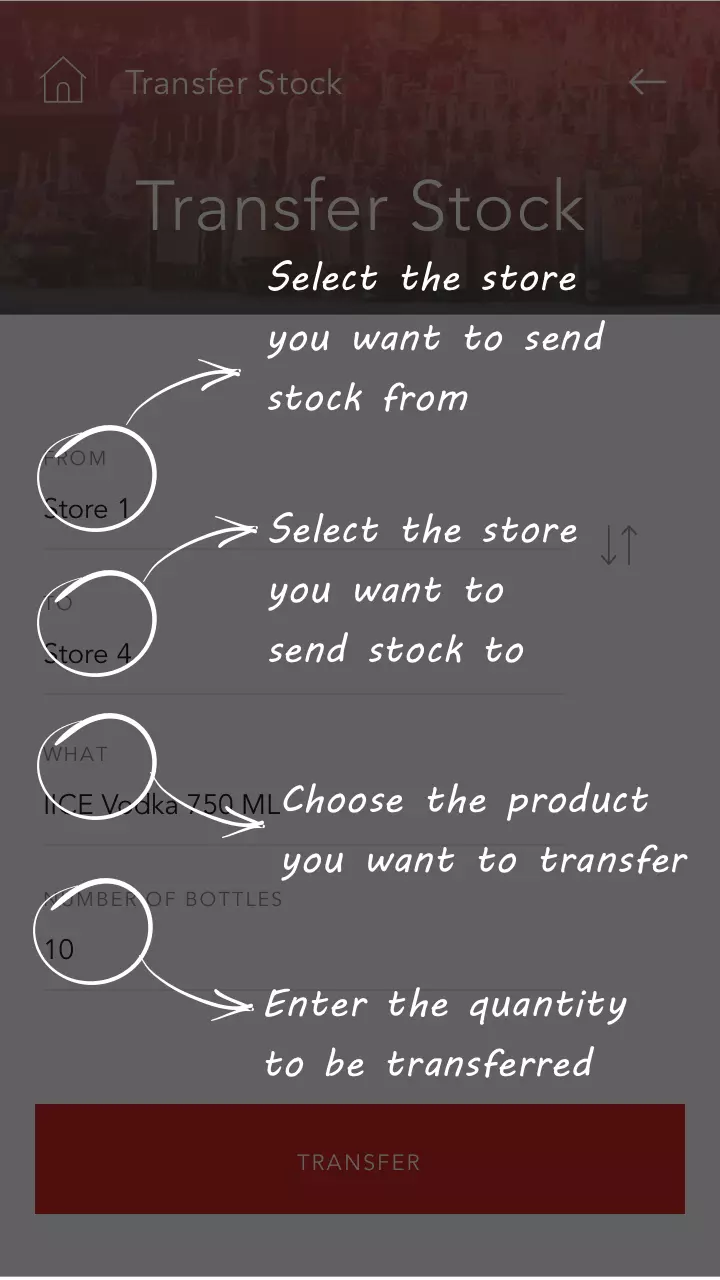 Transfer Stock
Transfer Stock
Select the store
you want to send
stock from
FROM
Store 1
Select the store
you want to
send stock to
TO
Store 4
WHAT
IICE Vodka 750 ML
Choose the product
you want to transfer
NUMBER OF BOTTLES
10
Enter the quantity
to be transferred
TRANSFER